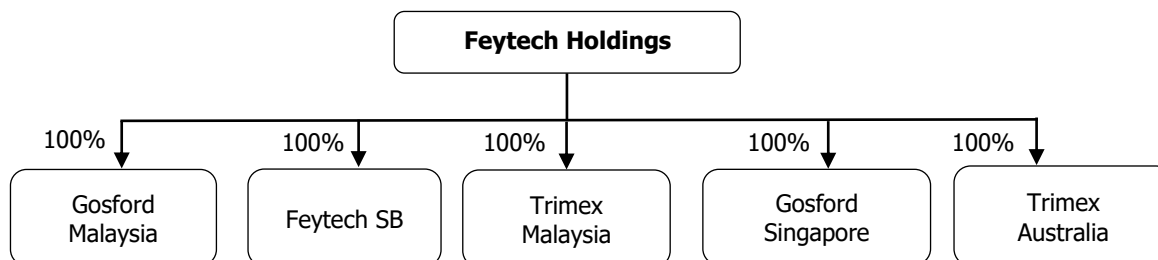 Feytech Holdings
100%
100%
100%
100%
100%
Gosford
Malaysia
Feytech SB
Trimex
Malaysia
Gosford
Singapore
Trimex
Australia